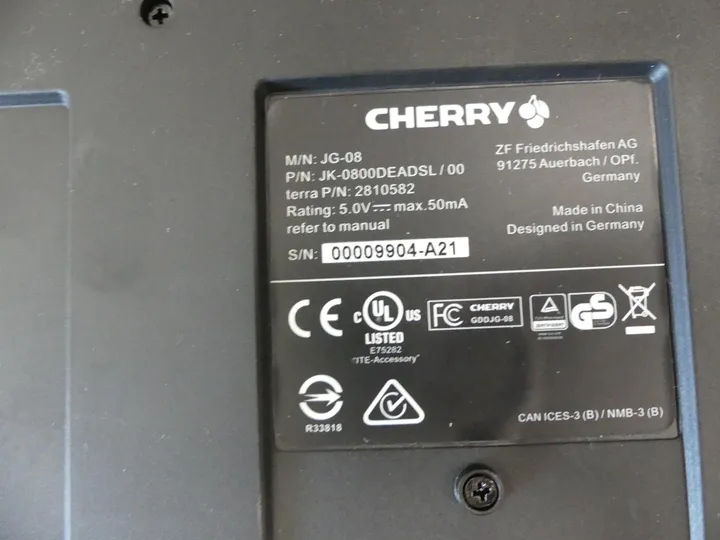 CHERRY
M/N: JG-08
P/N: JK-0800DEADSL / 00
terra P/N: 2810582
Rating: 5.0V⎓max.50mA
refer to manual
S/N: 00009904-A21
ZF Friedrichshafen AG
91275 Auerbach / OPf.
Germany
Made in China
Designed in Germany
CE
C UL US
LISTED
E75282
"ITE-Accessory"
FC CHERRY
GDDJG-08
GS
R33818
CAN ICES-3 (B) / NMB-3 (B)